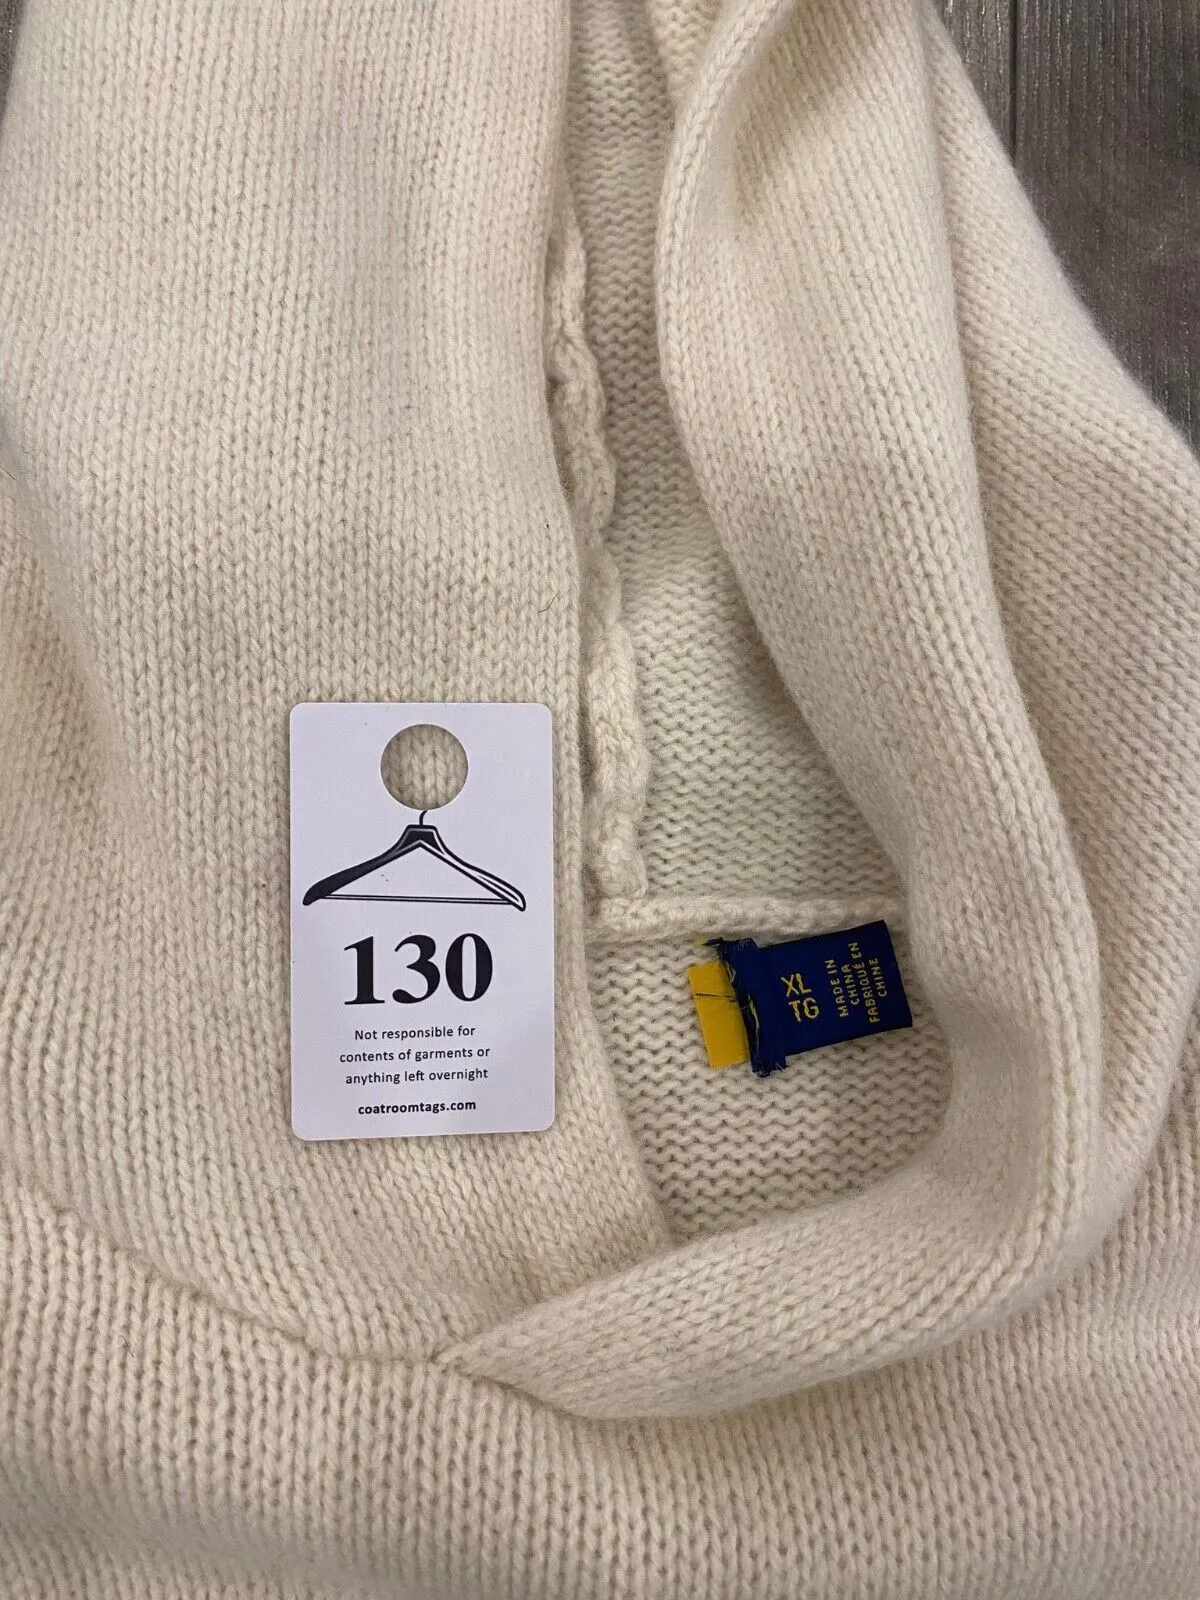 130
Not responsible for
contents of garments or
anything left overnight
coatroomtags.com
XL
TG
MADE IN
CHINA
FABRIQUÉ EN
CHINE